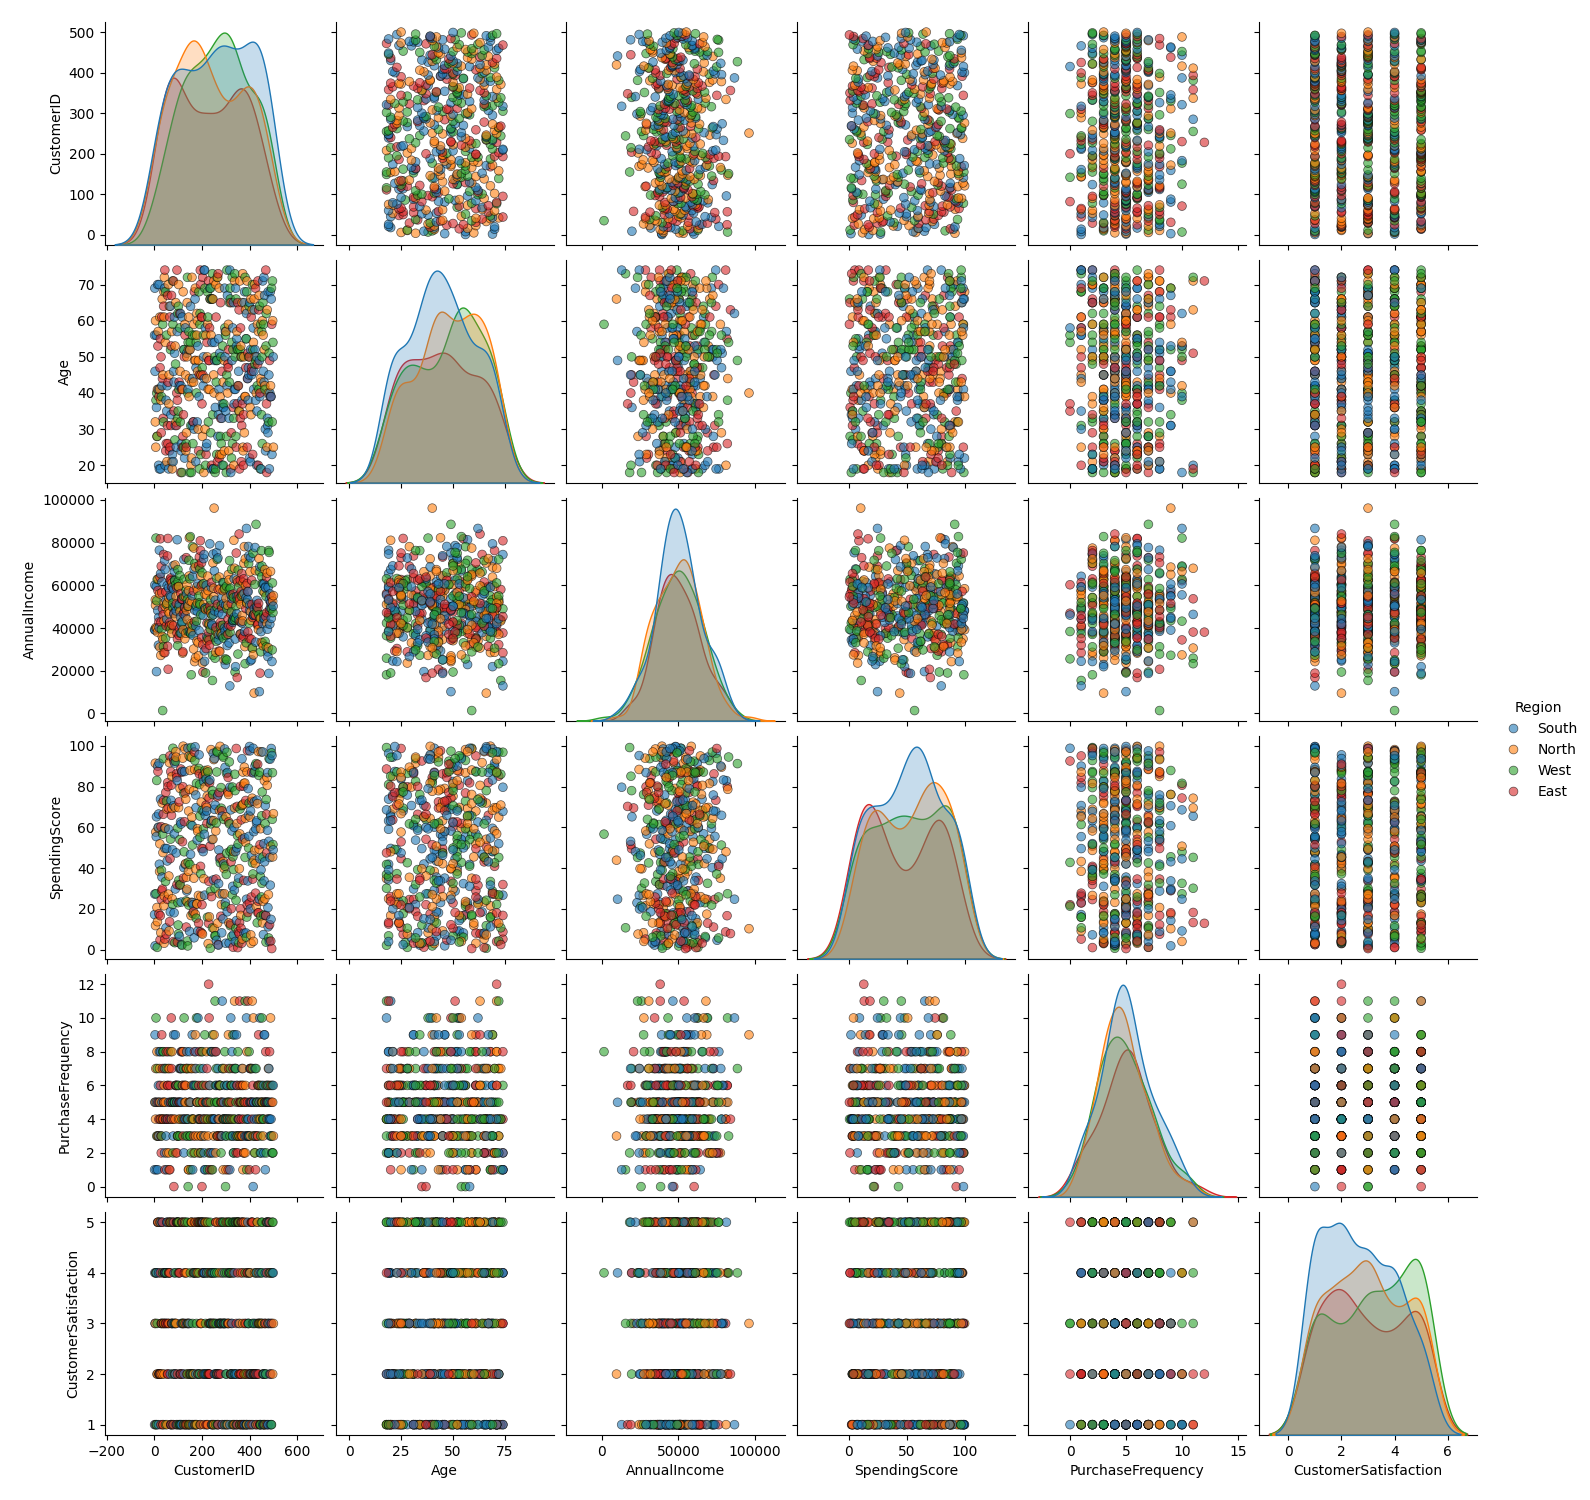 500
400
300
200
100
0
CustomerID
70
60
50
40
30
20
Age
100000
80000
60000
40000
20000
0
AnnualIncome
100
80
60
40
20
0
SpendingScore
12
10
8
6
4
2
0
PurchaseFrequency
5
4
3
2
1
CustomerSatisfaction
−200 0 200 400 600
CustomerID
0 25 50 75
Age
0 50000 100000
AnnualIncome
0 50 100
SpendingScore
0 5 10 15
PurchaseFrequency
0 2 4 6
CustomerSatisfaction
Region
South
North
West
East